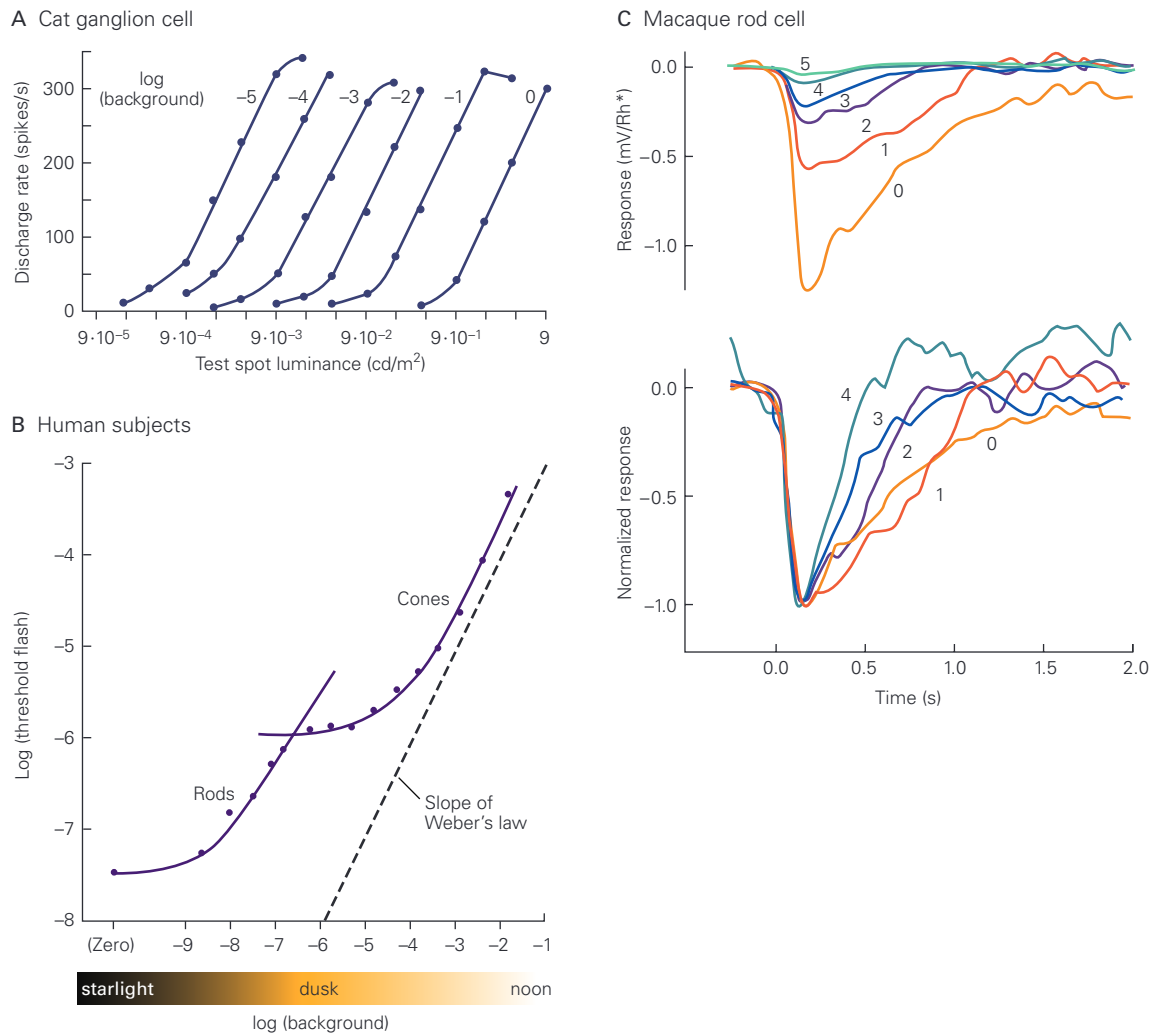 A Cat ganglion cell
Discharge rate (spikes/s)
300
200
100
0
log
(background)
–5
–4
–3
–2
–1
0
9·10⁻⁵
9·10⁻⁴
9·10⁻³
9·10⁻²
9·10⁻¹
9
Test spot luminance (cd/m²)
B Human subjects
Log (threshold flash)
–3
–4
–5
–6
–7
–8
Cones
Rods
Slope of
Weber's law
(Zero)
–9
–8
–7
–6
–5
–4
–3
–2
–1
starlight
dusk
noon
log (background)
C Macaque rod cell
Response (mV/Rh*)
0.0
–0.5
–1.0
5
4
3
2
1
0
Normalized response
0.0
–0.5
–1.0
4
3
2
0
1
0.0
0.5
1.0
1.5
2.0
Time (s)